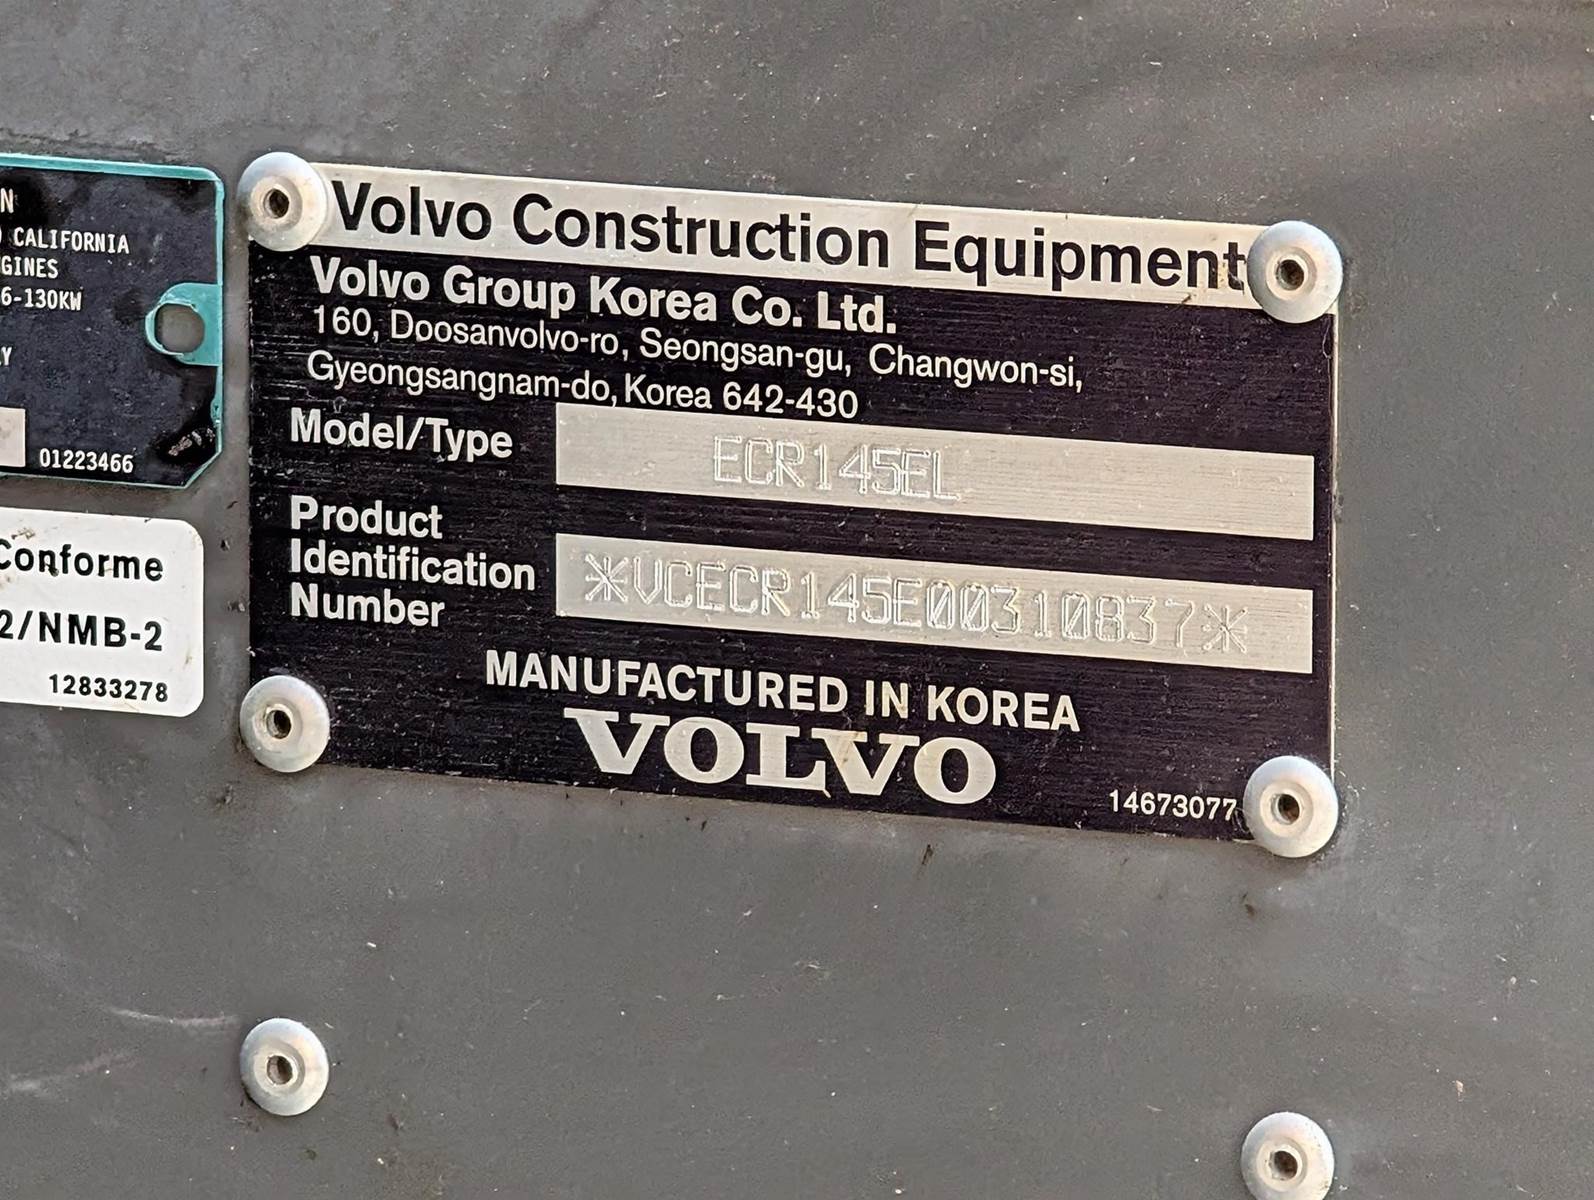 N
CALIFORNIA
GINES
6-130KW
Y
01223466
Conforme
2/NMB-2
12833278
Volvo Construction Equipment
Volvo Group Korea Co. Ltd.
160, Doosanvolvo-ro, Seongsan-gu, Changwon-si,
Gyeongsangnam-do, Korea 642-430
Model/Type ECR145EL
Product
Identification
Number
*VCECR145E00310837*
MANUFACTURED IN KOREA
VOLVO
14673077